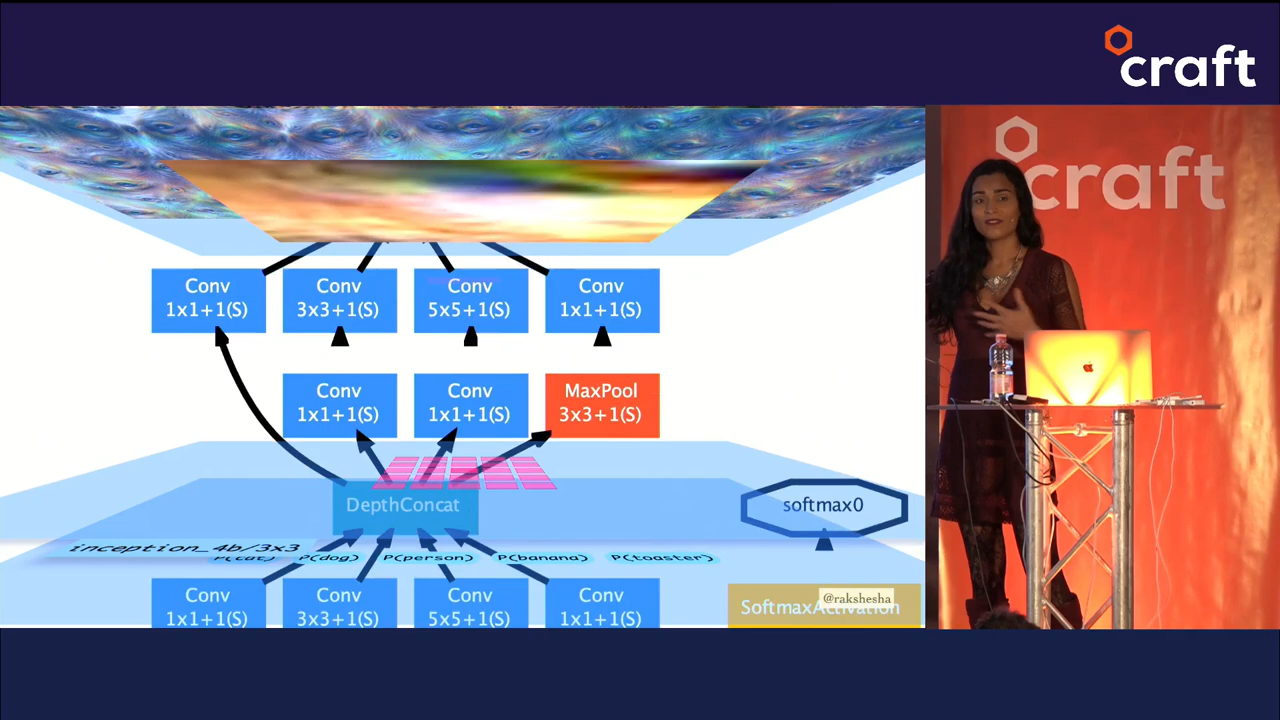 craft
craft
Conv
1x1+1(S)
Conv
3x3+1(S)
Conv
5x5+1(S)
Conv
1x1+1(S)
Conv
1x1+1(S)
Conv
1x1+1(S)
MaxPool
3x3+1(S)
DepthConcat
softmax0
inception_4b/3x3
P(cat) P(dog) P(person) P(banana) P(toaster)
Conv
1x1+1(S)
Conv
3x3+1(S)
Conv
5x5+1(S)
Conv
1x1+1(S)
@rakshesha
SoftmaxActivation